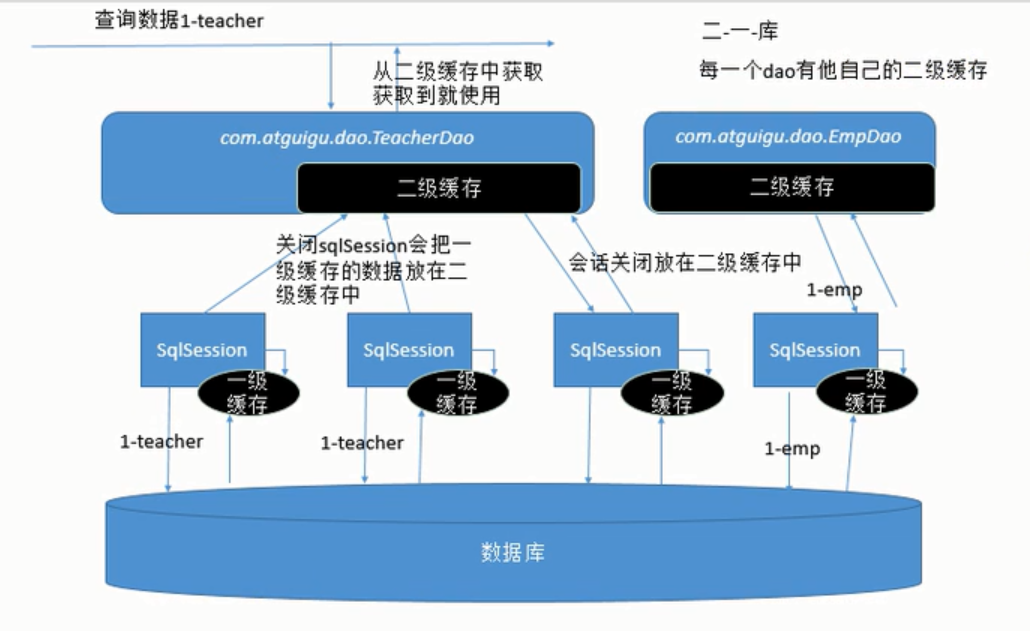 查询数据1-teacher
二-一-库
从二级缓存中获取
获取到就使用
每一个dao有他自己的二级缓存
com.atguigu.dao.TeacherDao
com.atguigu.dao.EmpDao
二级缓存
二级缓存
关闭sqlSession会把一
级缓存的数据放在二
级缓存中
会话关闭放在二级缓存中
1-emp
SqlSession
SqlSession
SqlSession
SqlSession
一级
缓存
一级
缓存
一级
缓存
一级
缓存
1-teacher
1-teacher
1-emp
数据库